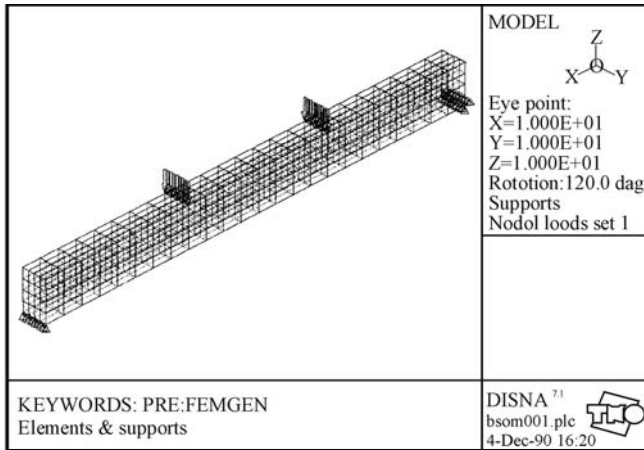 MODEL
Z
X Y
Eye point:
X=1.000E+01
Y=1.000E+01
Z=1.000E+01
Rototion:120.0 dag
Supports
Nodol loods set 1
KEYWORDS: PRE:FEMGEN
Elements & supports
DISNA 7.1
bsom001.plc
4-Dec-90 16:20
TNO